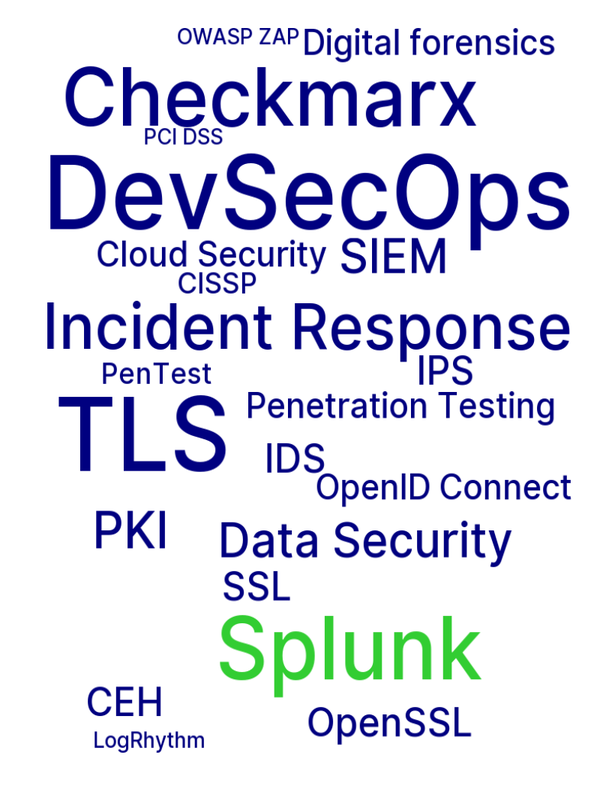 OWASP ZAP
Digital forensics
Checkmarx
PCI DSS
DevSecOps
Cloud Security
SIEM
CISSP
Incident Response
PenTest
IPS
TLS
Penetration Testing
IDS
OpenID Connect
PKI
Data Security
SSL
Splunk
CEH
OpenSSL
LogRhythm